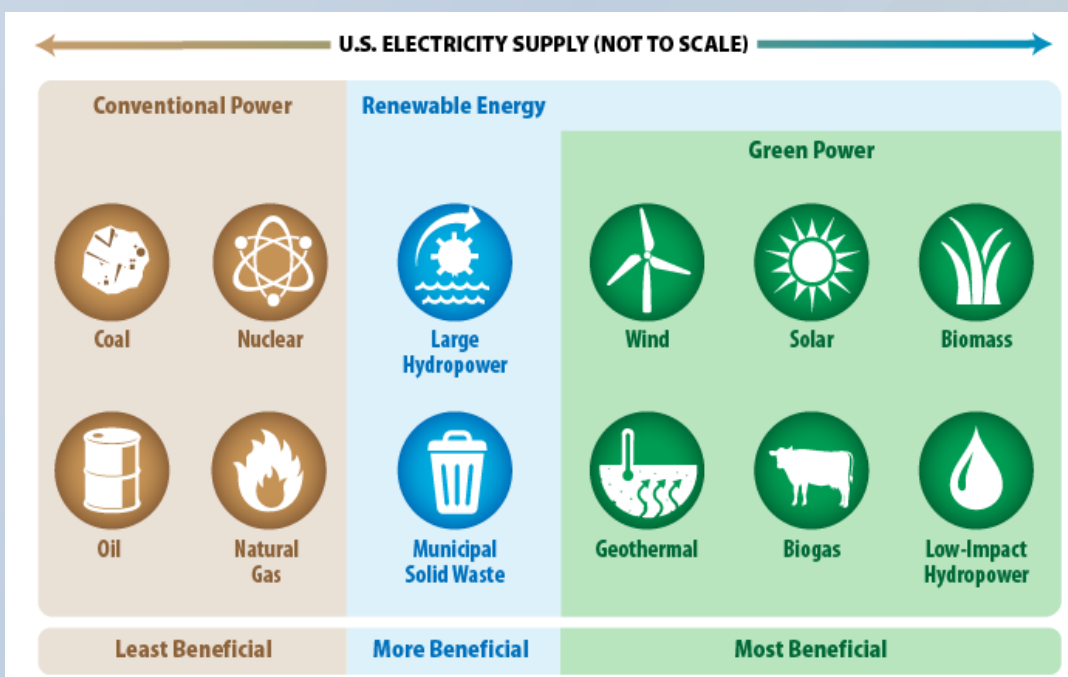 U.S. ELECTRICITY SUPPLY (NOT TO SCALE)
Conventional Power
Renewable Energy
Green Power
Coal
Nuclear
Large
Hydropower
Wind
Solar
Biomass
Oil
Natural
Gas
Municipal
Solid Waste
Geothermal
Biogas
Low-Impact
Hydropower
Least Beneficial
More Beneficial
Most Beneficial